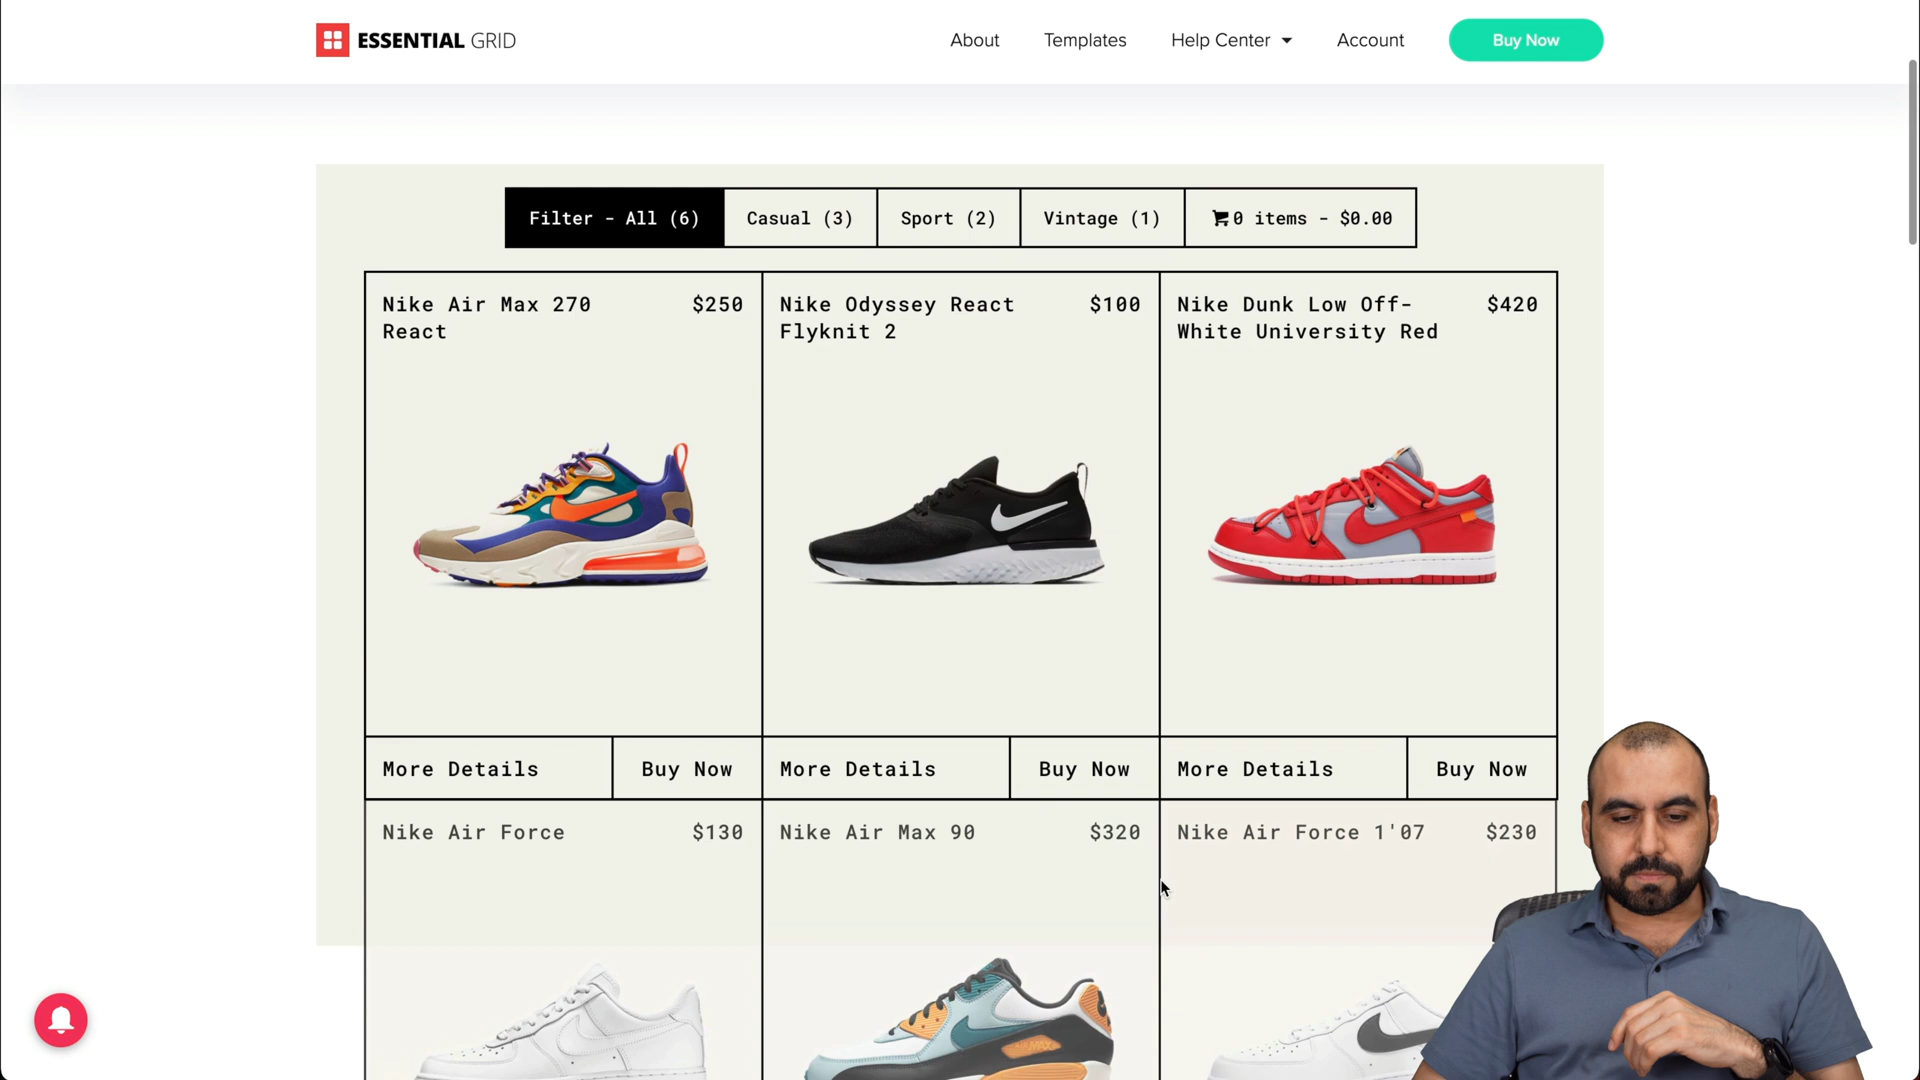 ESSENTIAL GRID
About Templates Help Center Account Buy Now
Filter - All (6) Casual (3) Sport (2) Vintage (1) 0 items - $0.00
Nike Air Max 270 $250
React
Nike Odyssey React $100
Flyknit 2
Nike Dunk Low Off- $420
White University Red
More Details Buy Now More Details Buy Now More Details Buy Now
Nike Air Force $130
Nike Air Max 90 $320
Nike Air Force 1'07 $230